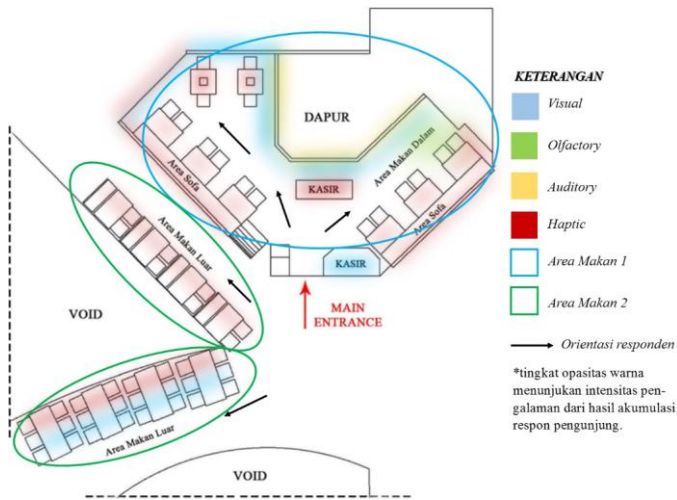 DAPUR
KASIR
Area Makan Dalam
Area Sofa
Area Sofa
KASIR
Area Makan Luar
VOID
MAIN
ENTRANCE
Area Makan Luar
VOID
KETERANGAN
Visual
Olfactory
Auditory
Haptic
Area Makan 1
Area Makan 2
Orientasi responden
*tingkat opasitas warna
menunjukan intensitas pen-
galaman dari hasil akumulasi
respon pengunjung.